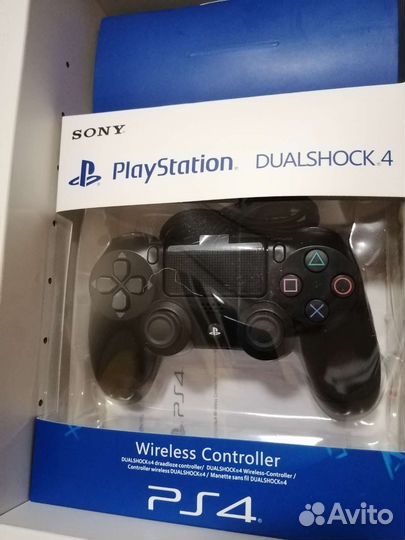 SONY
PlayStation® DUALSHOCK®4
Wireless Controller
DUALSHOCK®4 draadloze controller/ DUALSHOCK®4 Wireless-Controller /
Controller wireless DUALSHOCK®4 / Manette sans fil DUALSHOCK®4
PS4
PS4
Avito